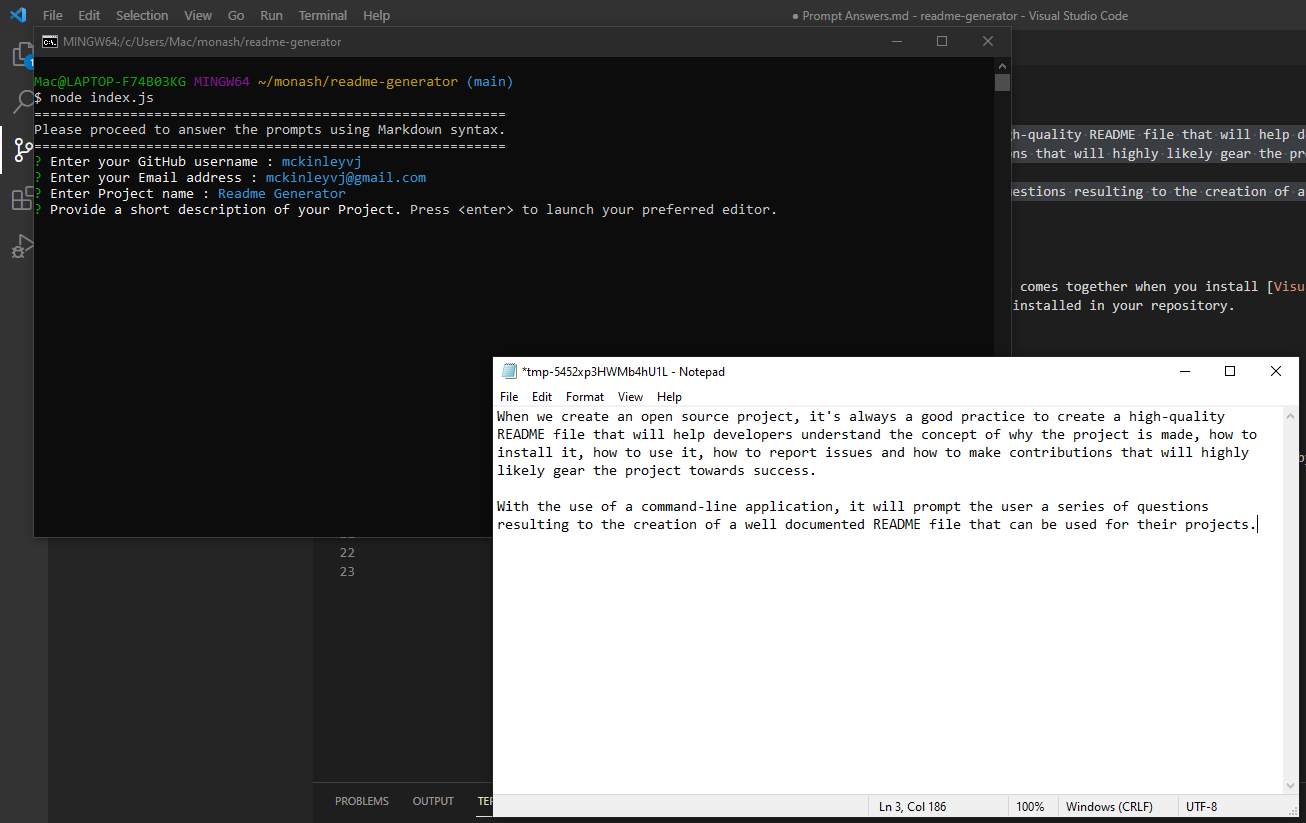 File Edit Selection View Go Run Terminal Help
● Prompt Answers.md - readme-generator - Visual Studio Code
MINGW64:/c/Users/Mac/monash/readme-generator
1
Mac@LAPTOP-F74B03KG MINGW64 ~/monash/readme-generator (main)
$ node index.js
===========================================================
Please proceed to answer the prompts using Markdown syntax.
===========================================================
? Enter your GitHub username : mckinleyvj
? Enter your Email address : mckinleyvj@gmail.com
? Enter Project name : Readme Generator
? Provide a short description of your Project. Press <enter> to launch your preferred editor.
h-quality README file that will help d
ns that will highly likely gear the pr
estions resulting to the creation of a
comes together when you install [Visu
installed in your repository.
*tmp-5452xp3HWMb4hU1L - Notepad
File Edit Format View Help
When we create an open source project, it's always a good practice to create a high-quality
README file that will help developers understand the concept of why the project is made, how to
install it, how to use it, how to report issues and how to make contributions that will highly
likely gear the project towards success.
With the use of a command-line application, it will prompt the user a series of questions
resulting to the creation of a well documented README file that can be used for their projects.
22
23
PROBLEMS OUTPUT TER
Ln 3, Col 186 100% Windows (CRLF) UTF-8